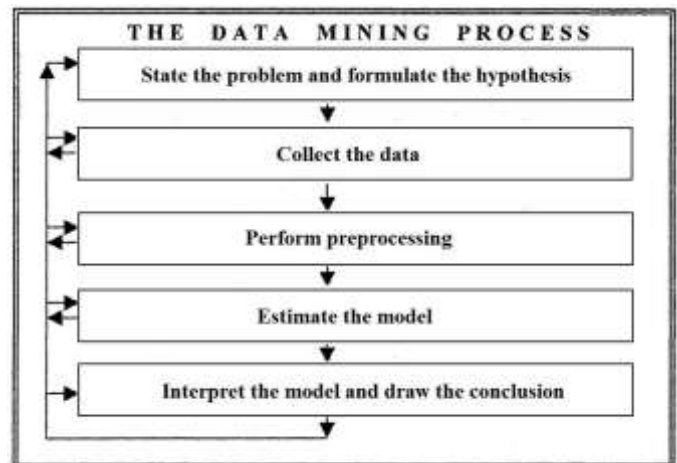 THE DATA MINING PROCESS
State the problem and formulate the hypothesis
Collect the data
Perform preprocessing
Estimate the model
Interpret the model and draw the conclusion